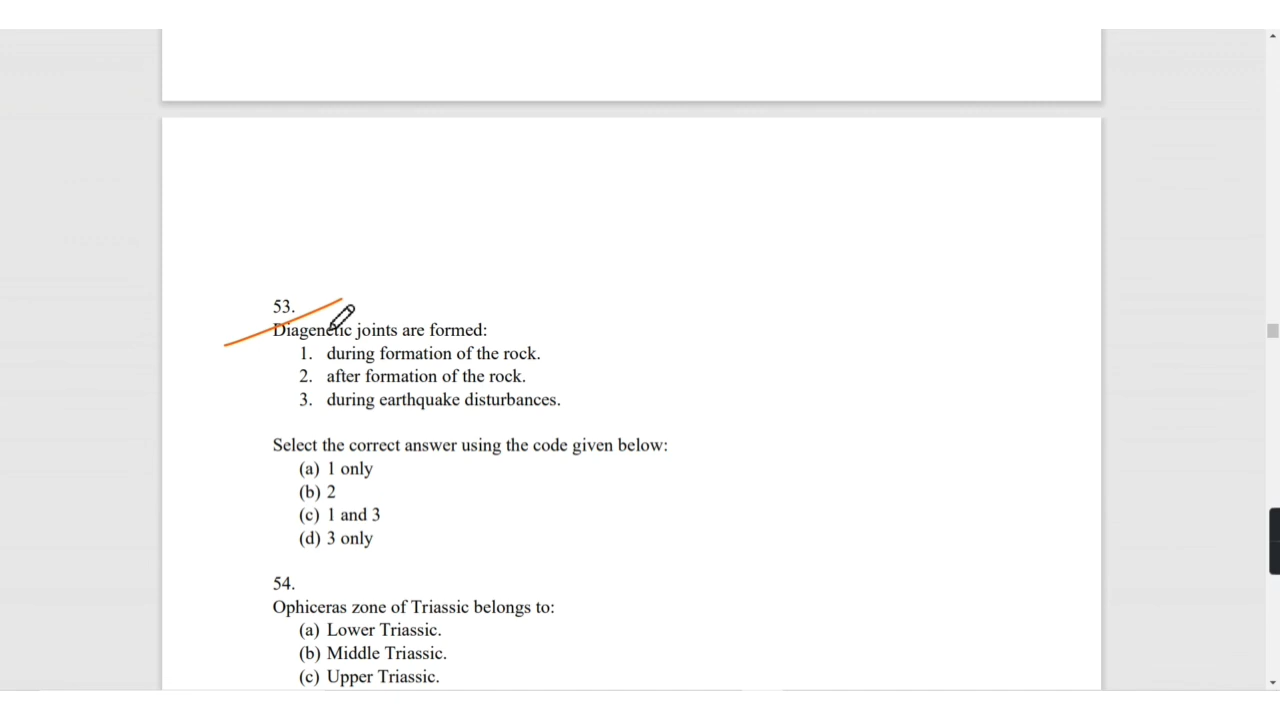 53.
Diagenetic joints are formed:
1. during formation of the rock.
2. after formation of the rock.
3. during earthquake disturbances.
Select the correct answer using the code given below:
(a) 1 only
(b) 2
(c) 1 and 3
(d) 3 only
54.
Ophiceras zone of Triassic belongs to:
(a) Lower Triassic.
(b) Middle Triassic.
(c) Upper Triassic.